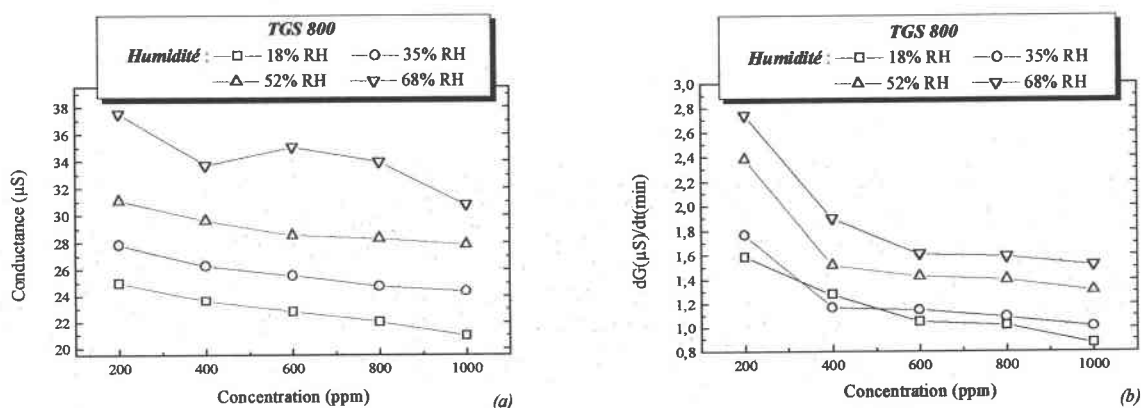 TGS 800
Humidité : 18% RH 35% RH
52% RH 68% RH
38
36
34
32
30
28
26
24
22
20
Conductance (µS)
200 400 600 800 1000
Concentration (ppm)
(a)
TGS 800
Humidité : 18% RH 35% RH
52% RH 68% RH
3,0
2,8
2,6
2,4
2,2
2,0
1,8
1,6
1,4
1,2
1,0
0,8
dG(µS)/dt(min)
200 400 600 800 1000
Concentration (ppm)
(b)